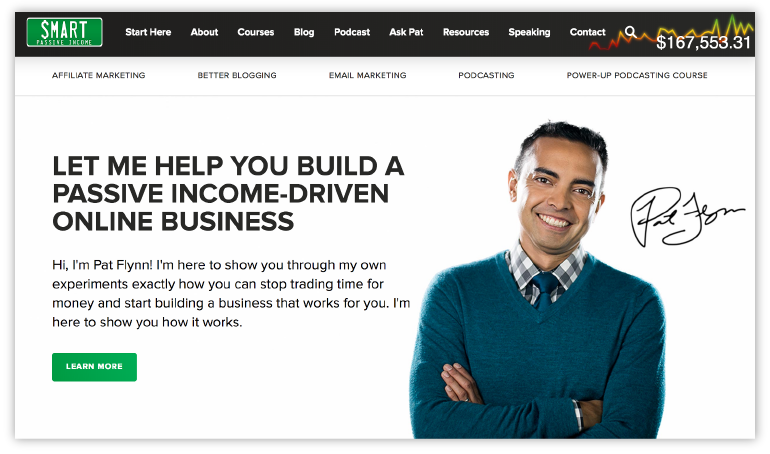 $MART
PASSIVE INCOME
Start Here About Courses Blog Podcast Ask Pat Resources Speaking Contact
$167,553.31
AFFILIATE MARKETING BETTER BLOGGING EMAIL MARKETING PODCASTING POWER-UP PODCASTING COURSE
LET ME HELP YOU BUILD A
PASSIVE INCOME-DRIVEN
ONLINE BUSINESS
Pat Flynn
Hi, I'm Pat Flynn! I'm here to show you through my own
experiments exactly how you can stop trading time for
money and start building a business that works for you. I'm
here to show you how it works.
LEARN MORE